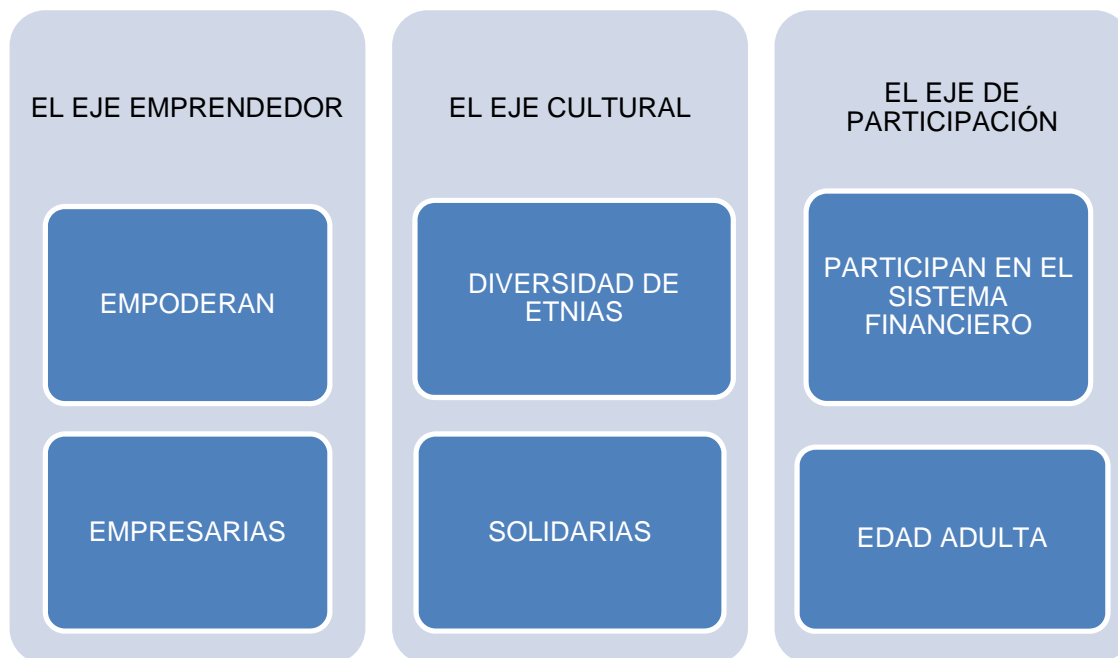 EL EJE EMPRENDEDOR
EMPODERAN
EMPRESARIAS
EL EJE CULTURAL
DIVERSIDAD DE
ETNIAS
SOLIDARIAS
EL EJE DE
PARTICIPACIÓN
PARTICIPAN EN EL
SISTEMA
FINANCIERO
EDAD ADULTA